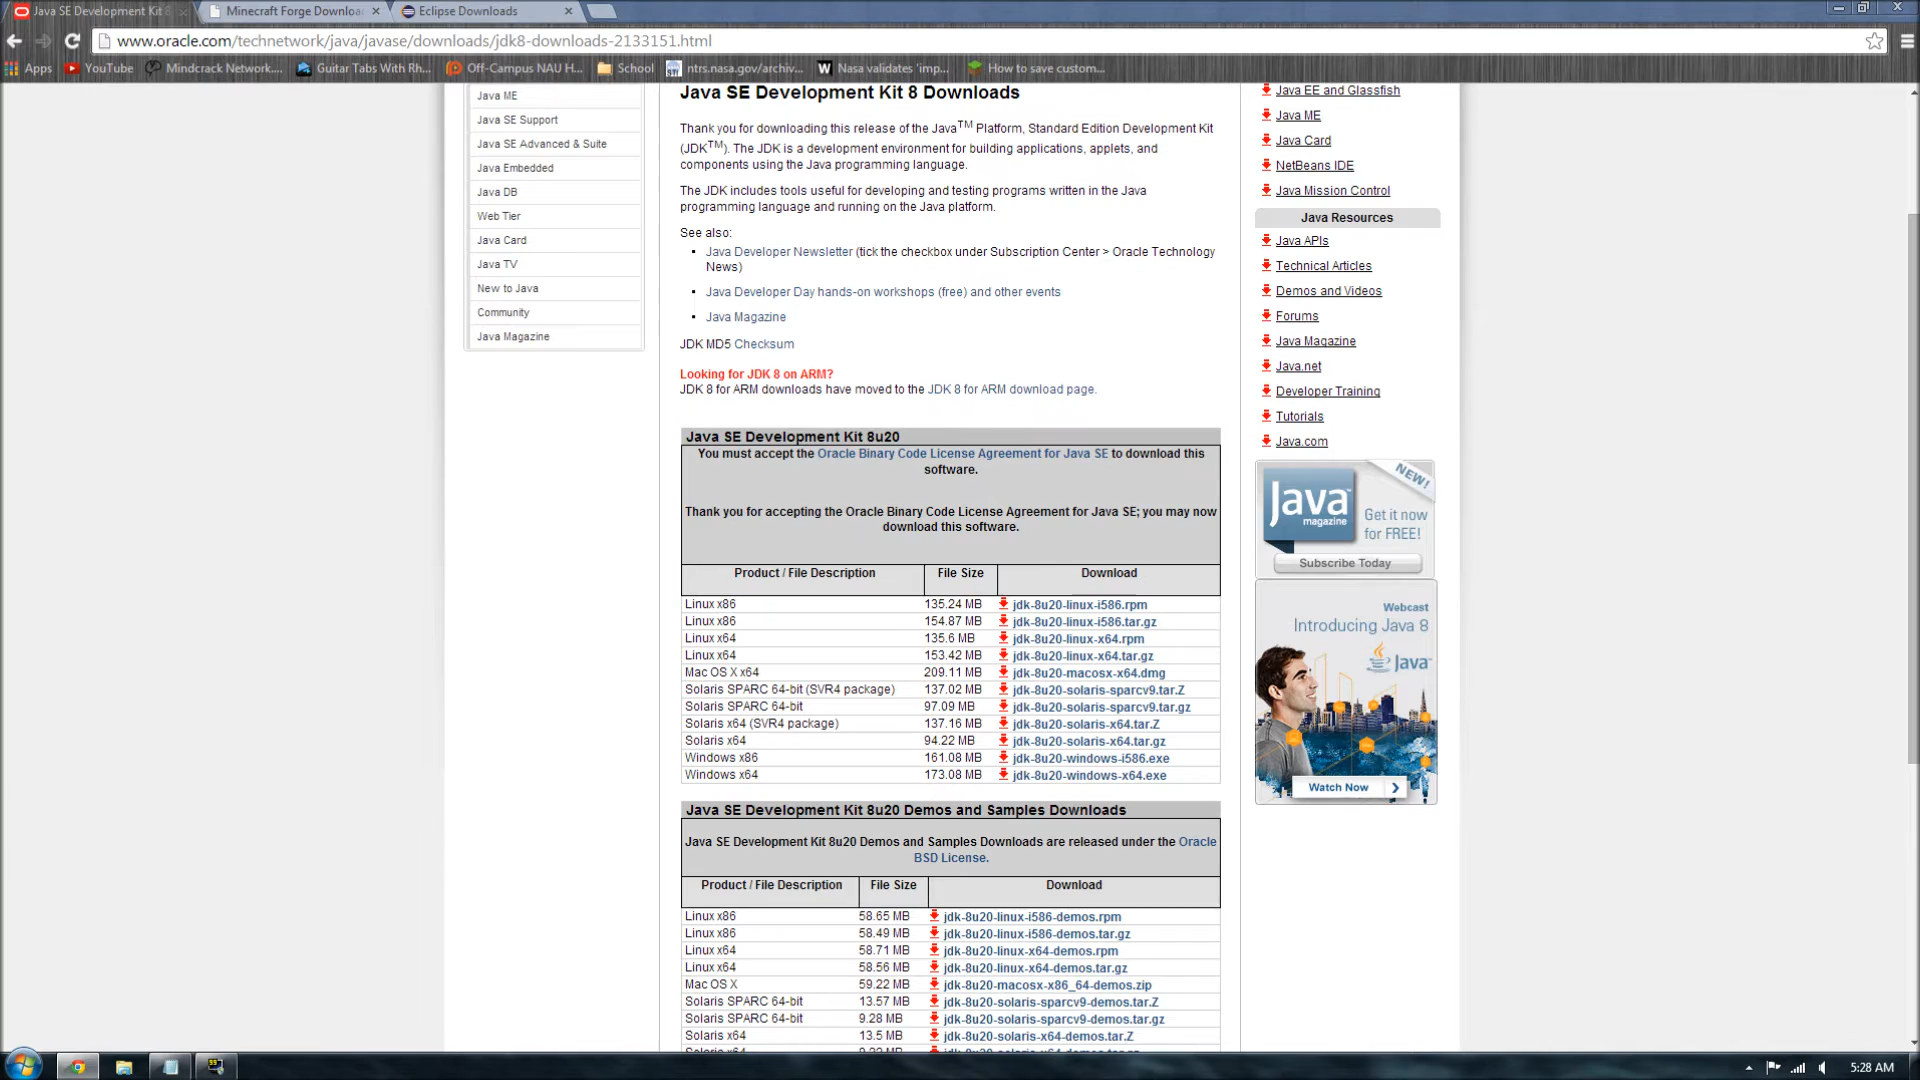 Java SE Development Kit 8
Minecraft Forge Downloa
Eclipse Downloads
www.oracle.com/technetwork/java/javase/downloads/jdk8-downloads-2133151.html
Apps
YouTube
Mindcrack Network....
Guitar Tabs With Rh...
Off-Campus NAU H...
School
ntrs.nasa.gov/archiv...
Nasa validates 'imp...
How to save custom...
Java ME
Java SE Support
Java SE Advanced & Suite
Java Embedded
Java DB
Web Tier
Java Card
Java TV
New to Java
Community
Java Magazine
Java SE Development Kit 8 Downloads
Thank you for downloading this release of the Java™ Platform, Standard Edition Development Kit
(JDK™). The JDK is a development environment for building applications, applets, and
components using the Java programming language.
The JDK includes tools useful for developing and testing programs written in the Java
programming language and running on the Java platform.
See also:
Java Developer Newsletter (tick the checkbox under Subscription Center > Oracle Technology
News)
Java Developer Day hands-on workshops (free) and other events
Java Magazine
JDK MD5 Checksum
Looking for JDK 8 on ARM?
JDK 8 for ARM downloads have moved to the JDK 8 for ARM download page.
Java SE Development Kit 8u20
You must accept the Oracle Binary Code License Agreement for Java SE to download this
software.
Thank you for accepting the Oracle Binary Code License Agreement for Java SE; you may now
download this software.
Product / File Description File Size Download
Linux x86 135.24 MB jdk-8u20-linux-i586.rpm
Linux x86 154.87 MB jdk-8u20-linux-i586.tar.gz
Linux x64 135.6 MB jdk-8u20-linux-x64.rpm
Linux x64 153.42 MB jdk-8u20-linux-x64.tar.gz
Mac OS X x64 209.11 MB jdk-8u20-macosx-x64.dmg
Solaris SPARC 64-bit (SVR4 package) 137.02 MB jdk-8u20-solaris-sparcv9.tar.Z
Solaris SPARC 64-bit 97.09 MB jdk-8u20-solaris-sparcv9.tar.gz
Solaris x64 (SVR4 package) 137.16 MB jdk-8u20-solaris-x64.tar.Z
Solaris x64 94.22 MB jdk-8u20-solaris-x64.tar.gz
Windows x86 161.08 MB jdk-8u20-windows-i586.exe
Windows x64 173.08 MB jdk-8u20-windows-x64.exe
Java SE Development Kit 8u20 Demos and Samples Downloads
Java SE Development Kit 8u20 Demos and Samples Downloads are released under the Oracle
BSD License.
Product / File Description File Size Download
Linux x86 58.65 MB jdk-8u20-linux-i586-demos.rpm
Linux x86 58.49 MB jdk-8u20-linux-i586-demos.tar.gz
Linux x64 58.71 MB jdk-8u20-linux-x64-demos.rpm
Linux x64 58.56 MB jdk-8u20-linux-x64-demos.tar.gz
Mac OS X 59.22 MB jdk-8u20-macosx-x86_64-demos.zip
Solaris SPARC 64-bit 13.57 MB jdk-8u20-solaris-sparcv9-demos.tar.Z
Solaris SPARC 64-bit 9.28 MB jdk-8u20-solaris-sparcv9-demos.tar.gz
Solaris x64 13.5 MB jdk-8u20-solaris-x64-demos.tar.Z
Java EE and Glassfish
Java ME
Java Card
NetBeans IDE
Java Mission Control
Java Resources
Java APIs
Technical Articles
Demos and Videos
Forums
Java Magazine
Java.net
Developer Training
Tutorials
Java.com
NEW!
Java
magazine
Get it now
for FREE!
Subscribe Today
Webcast
Introducing Java 8
Java
Watch Now
5:28 AM